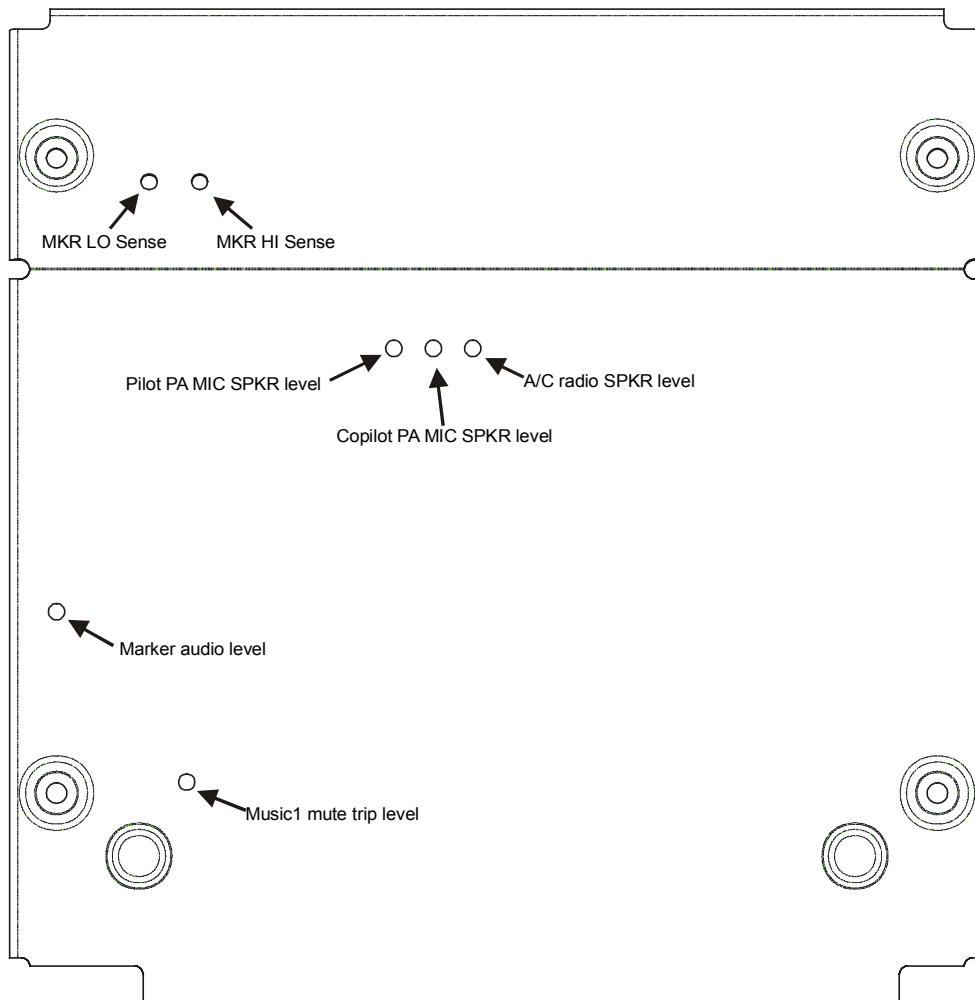 MKR LO Sense
MKR HI Sense
Pilot PA MIC SPKR level
A/C radio SPKR level
Copilot PA MIC SPKR level
Marker audio level
Music1 mute trip level